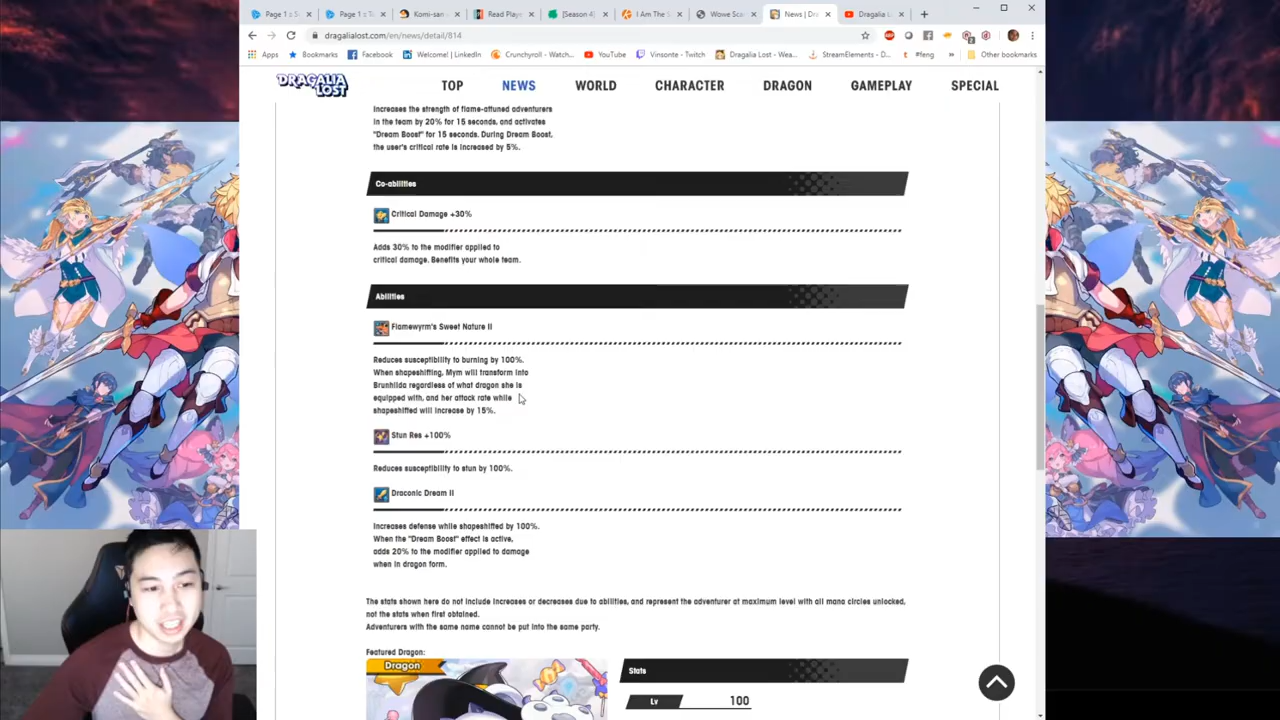 Page 1 : S
Page 1 : T
Komi-san
Read Playe
[Season 4]
I Am The S
Wowe Sca
News | Dra
Dragalia L
dragalialost.com/en/news/detail/814
Apps
Bookmarks
Facebook
Welcome! | LinkedIn
Crunchyroll - Watch...
YouTube
Vinsonte - Twitch
Dragalia Lost - Wea...
StreamElements - D...
#feng
Other bookmarks
DRAGALIA LOST
TOP
NEWS
WORLD
CHARACTER
DRAGON
GAMEPLAY
SPECIAL
Increases the strength of flame-attuned adventurers
in the team by 20% for 15 seconds, and activates
"Dream Boost" for 15 seconds. During Dream Boost,
the user's critical rate is increased by 5%.
Co-abilities
Critical Damage +30%
Adds 30% to the modifier applied to
critical damage. Benefits your whole team.
Abilities
Flamewyrm's Sweet Nature II
Reduces susceptibility to burning by 100%.
When shapeshifting, Mym will transform into
Brunhilda regardless of what dragon she is
equipped with, and her attack rate while
shapeshifted will increase by 15%.
Stun Res +100%
Reduces susceptibility to stun by 100%.
Draconic Dream II
Increases defense while shapeshifted by 100%.
When the "Dream Boost" effect is active,
adds 20% to the modifier applied to damage
when in dragon form.
The stats shown here do not include increases or decreases due to abilities, and represent the adventurer at maximum level with all mana circles unlocked,
not the stats when first obtained.
Adventurers with the same name cannot be put into the same party.
Featured Dragon:
Dragon
Stats
Lv
100